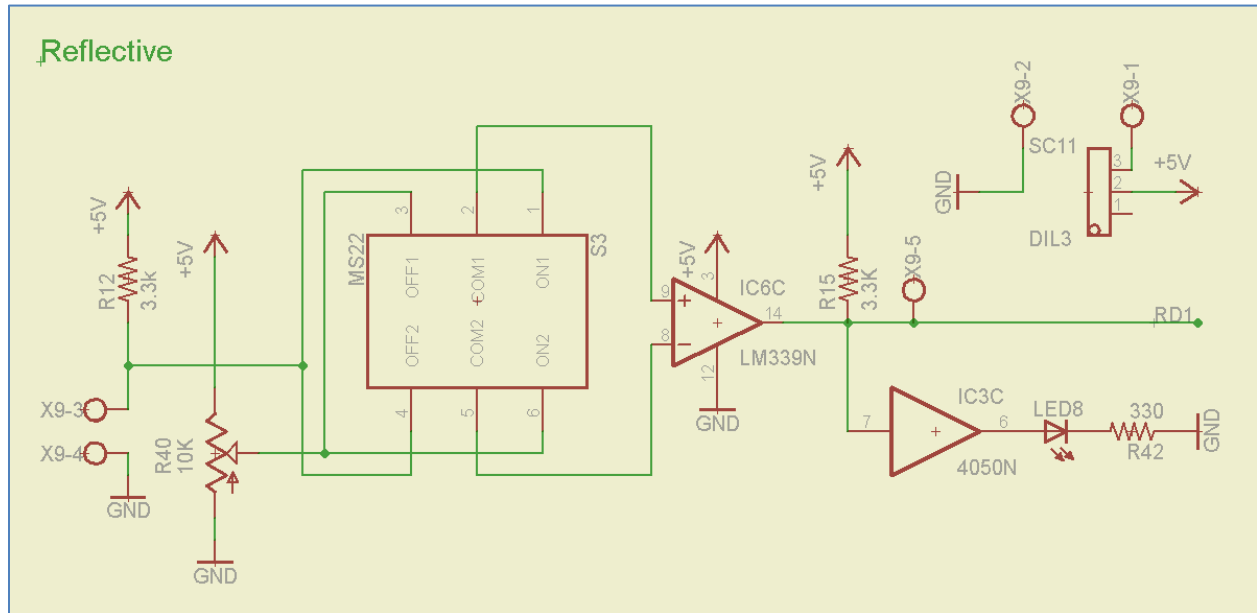 Reflective
+5V
R12
3.3k
X9-3
X9-4
GND
+5V
R40
10K
GND
MS22
S3
3
2
1
OFF1
COM1
ON1
OFF2
COM2
ON2
4
5
6
+5V
3
IC6C
9
8
14
LM339N
12
GND
+5V
R15
3.3K
X9-5
RD1
7
IC3C
6
4050N
LED8
330
R42
GND
X9-2
GND
X9-1
SC11
3
2
1
+5V
DIL3